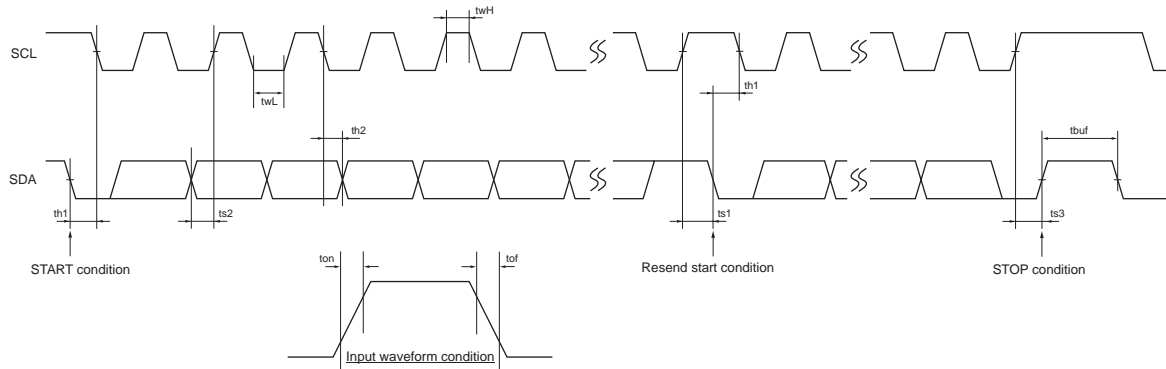 twH
SCL
twL
th1
th2
tbuf
SDA
th1
ts2
ts1
ts3
START condition
Resend start condition
STOP condition
ton
tof
Input waveform condition